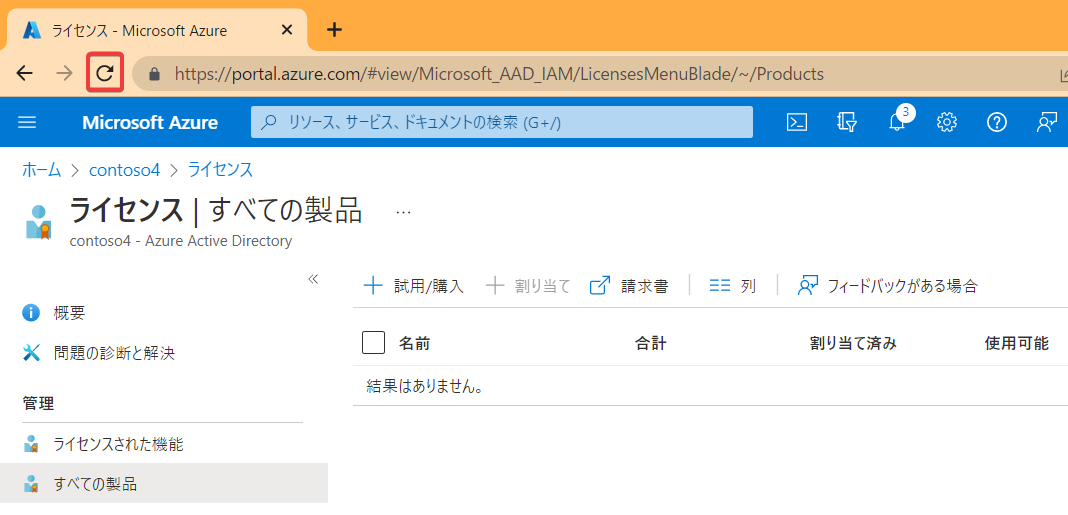 ライセンス - Microsoft Azure
https://portal.azure.com/#view/Microsoft_AAD_IAM/LicensesMenuBlade/~/Products
Microsoft Azure
リソース、サービス、ドキュメントの検索 (G+/)
3
ホーム > contoso4 > ライセンス
ライセンス | すべての製品 ...
contoso4 - Azure Active Directory
概要
問題の診断と解決
管理
ライセンスされた機能
すべての製品
試用/購入 割り当て 請求書 列 フィードバックがある場合
名前 合計 割り当て済み 使用可能
結果はありません。